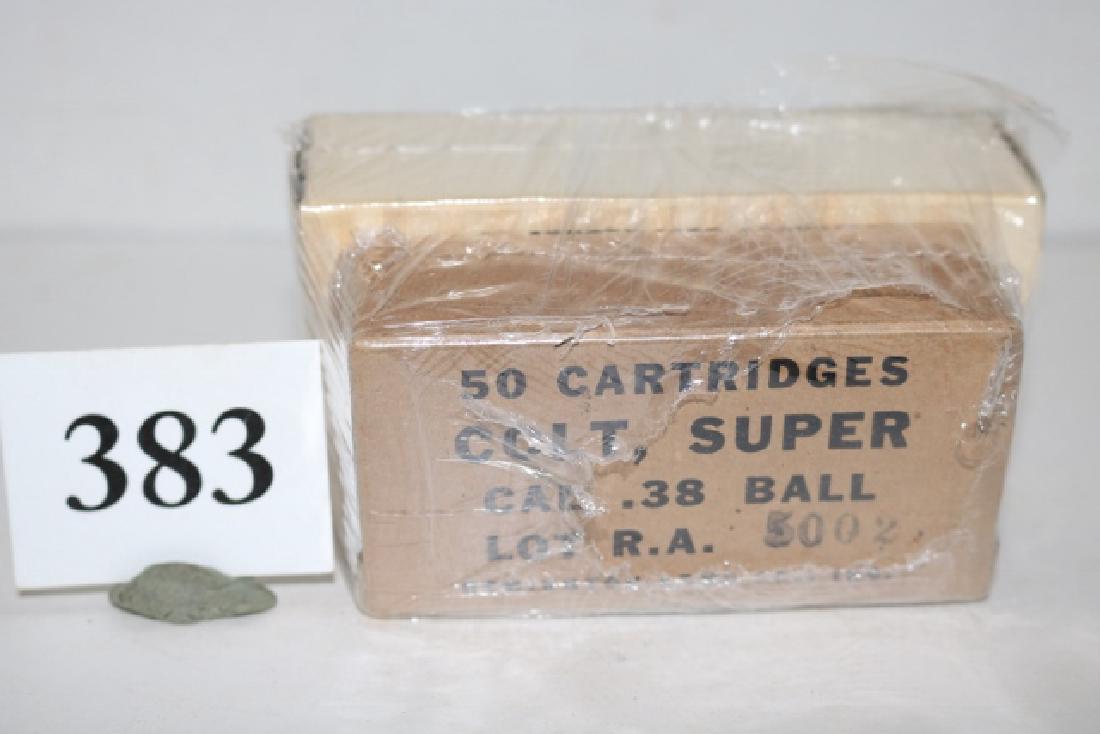 383
50 CARTRIDGES
COLT, SUPER
CAL .38 BALL
LOT R.A. 5002